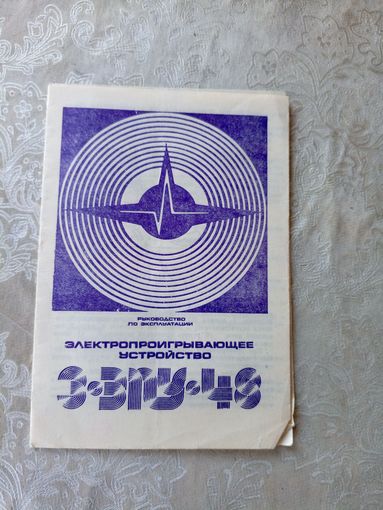 РУКОВОДСТВО
ПО ЭКСПЛУАТАЦИИ
ЭЛЕКТРОПРОИГРЫВАЮЩЕЕ
УСТРОЙСТВО
3-ЭПУ-48